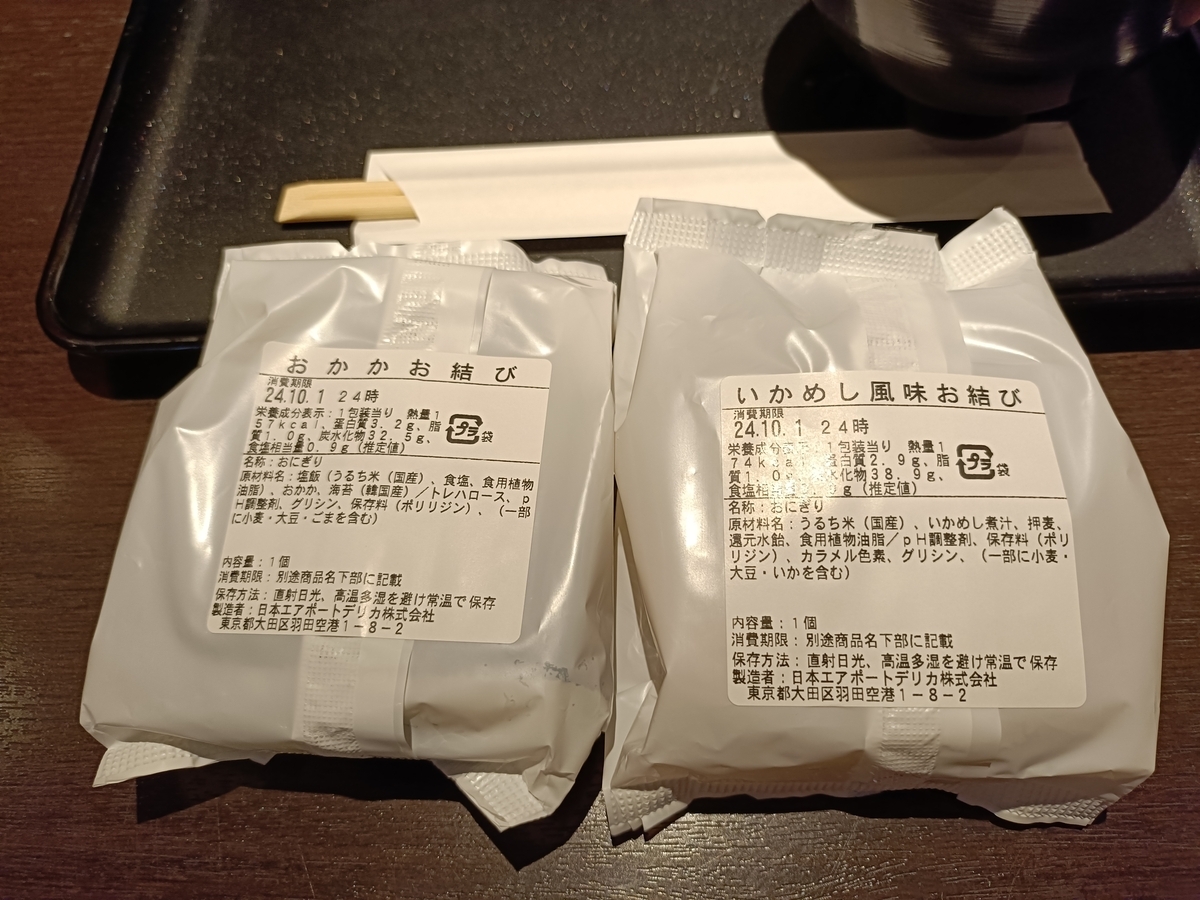 おかかお結び
消費期限
24.10.1 24時
栄養成分表示：1包装当り、熱量1
57kcal、蛋白質3.2g、脂
質1.0g、炭水化物32.5g、
食塩相当量0.9g（推定値）
プラ 袋
名称：おにぎり
原材料名：塩飯（うるち米（国産）、食塩、食用植物
油脂）、おかか、海苔（韓国産）／トレハロース、p
H調整剤、グリシン、保存料（ポリリジン）、（一部
に小麦・大豆・ごまを含む）
内容量：1個
消費期限：別途商品名下部に記載
保存方法：直射日光、高温多湿を避け常温で保存
製造者：日本エアポートデリカ株式会社
東京都大田区羽田空港1－8－2
いかめし風味お結び
消費期限
24.10.1 24時
栄養成分表示：1包装当り、熱量1
74kcal、蛋白質2.9g、脂
質1.0g、炭水化物38.9g、
食塩相 g（推定値）
プラ 袋
名称：おにぎり
原材料名：うるち米（国産）、いかめし煮汁、押麦、
還元水飴、食用植物油脂／pH調整剤、保存料（ポリ
リジン）、カラメル色素、グリシン、（一部に小麦・
大豆・いかを含む）
内容量：1個
消費期限：別途商品名下部に記載
保存方法：直射日光、高温多湿を避け常温で保存
製造者：日本エアポートデリカ株式会社
東京都大田区羽田空港1－8－2